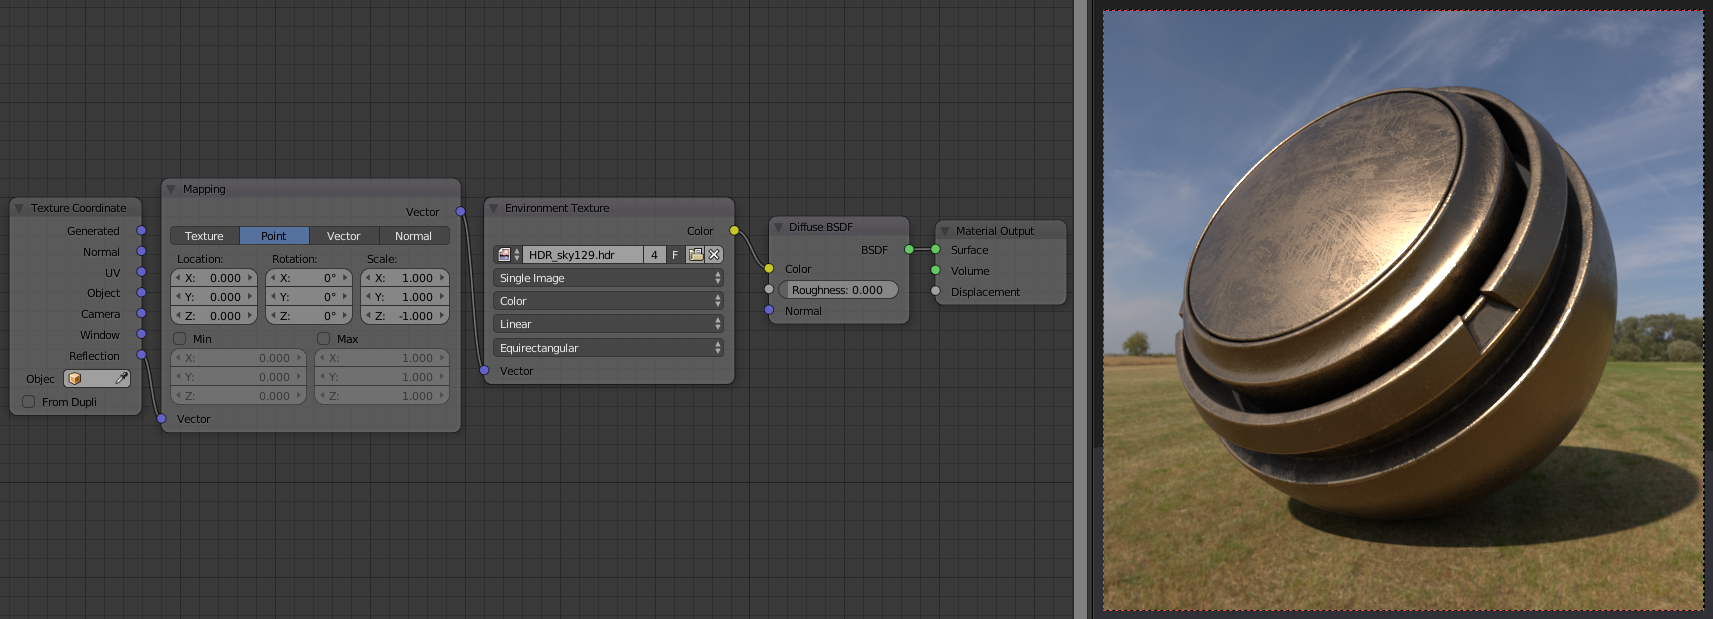 Texture Coordinate
Generated
Normal
UV
Object
Camera
Window
Reflection
Objec
From Dupli
Mapping
Vector
Texture Point Vector Normal
Location: Rotation: Scale:
X: 0.000 X: 0° X: 1.000
Y: 0.000 Y: 0° Y: 1.000
Z: 0.000 Z: 0° Z: -1.000
Min Max
X: 0.000 X: 1.000
Y: 0.000 Y: 1.000
Z: 0.000 Z: 1.000
Vector
Environment Texture
Color
HDR_sky129.hdr 4 F
Single Image
Color
Linear
Equirectangular
Vector
Diffuse BSDF
BSDF
Color
Roughness: 0.000
Normal
Material Output
Surface
Volume
Displacement